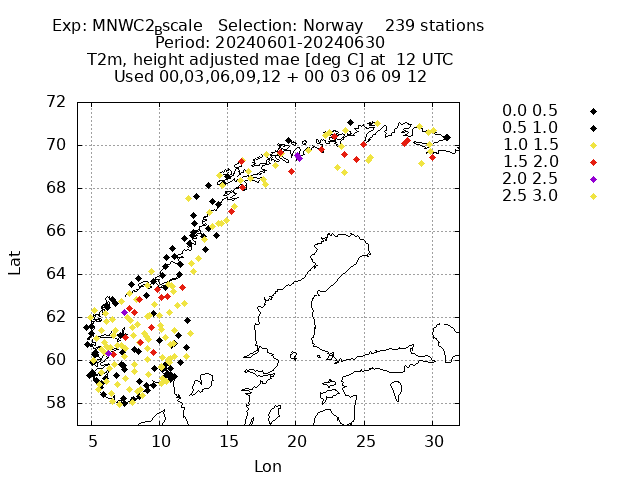 Exp: MNWC2Bscale Selection: Norway 239 stations
Period: 20240601-20240630
T2m, height adjusted mae [deg C] at 12 UTC
Used 00,03,06,09,12 + 00 03 06 09 12
72
70
68
66
64
62
60
58
Lat
5 10 15 20 25 30
Lon
0.0 0.5
0.5 1.0
1.0 1.5
1.5 2.0
2.0 2.5
2.5 3.0